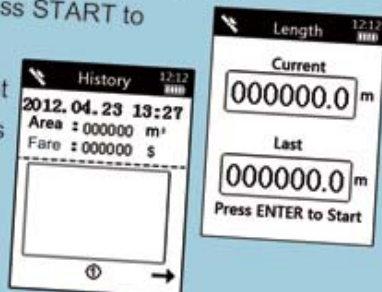 ss START to
t
s
History 12:12
2012.04.23 13:27
Area : 000000 m²
Fare : 000000 $
①
Length 12:12
Current
000000.0 m
Last
000000.0 m
Press ENTER to Start